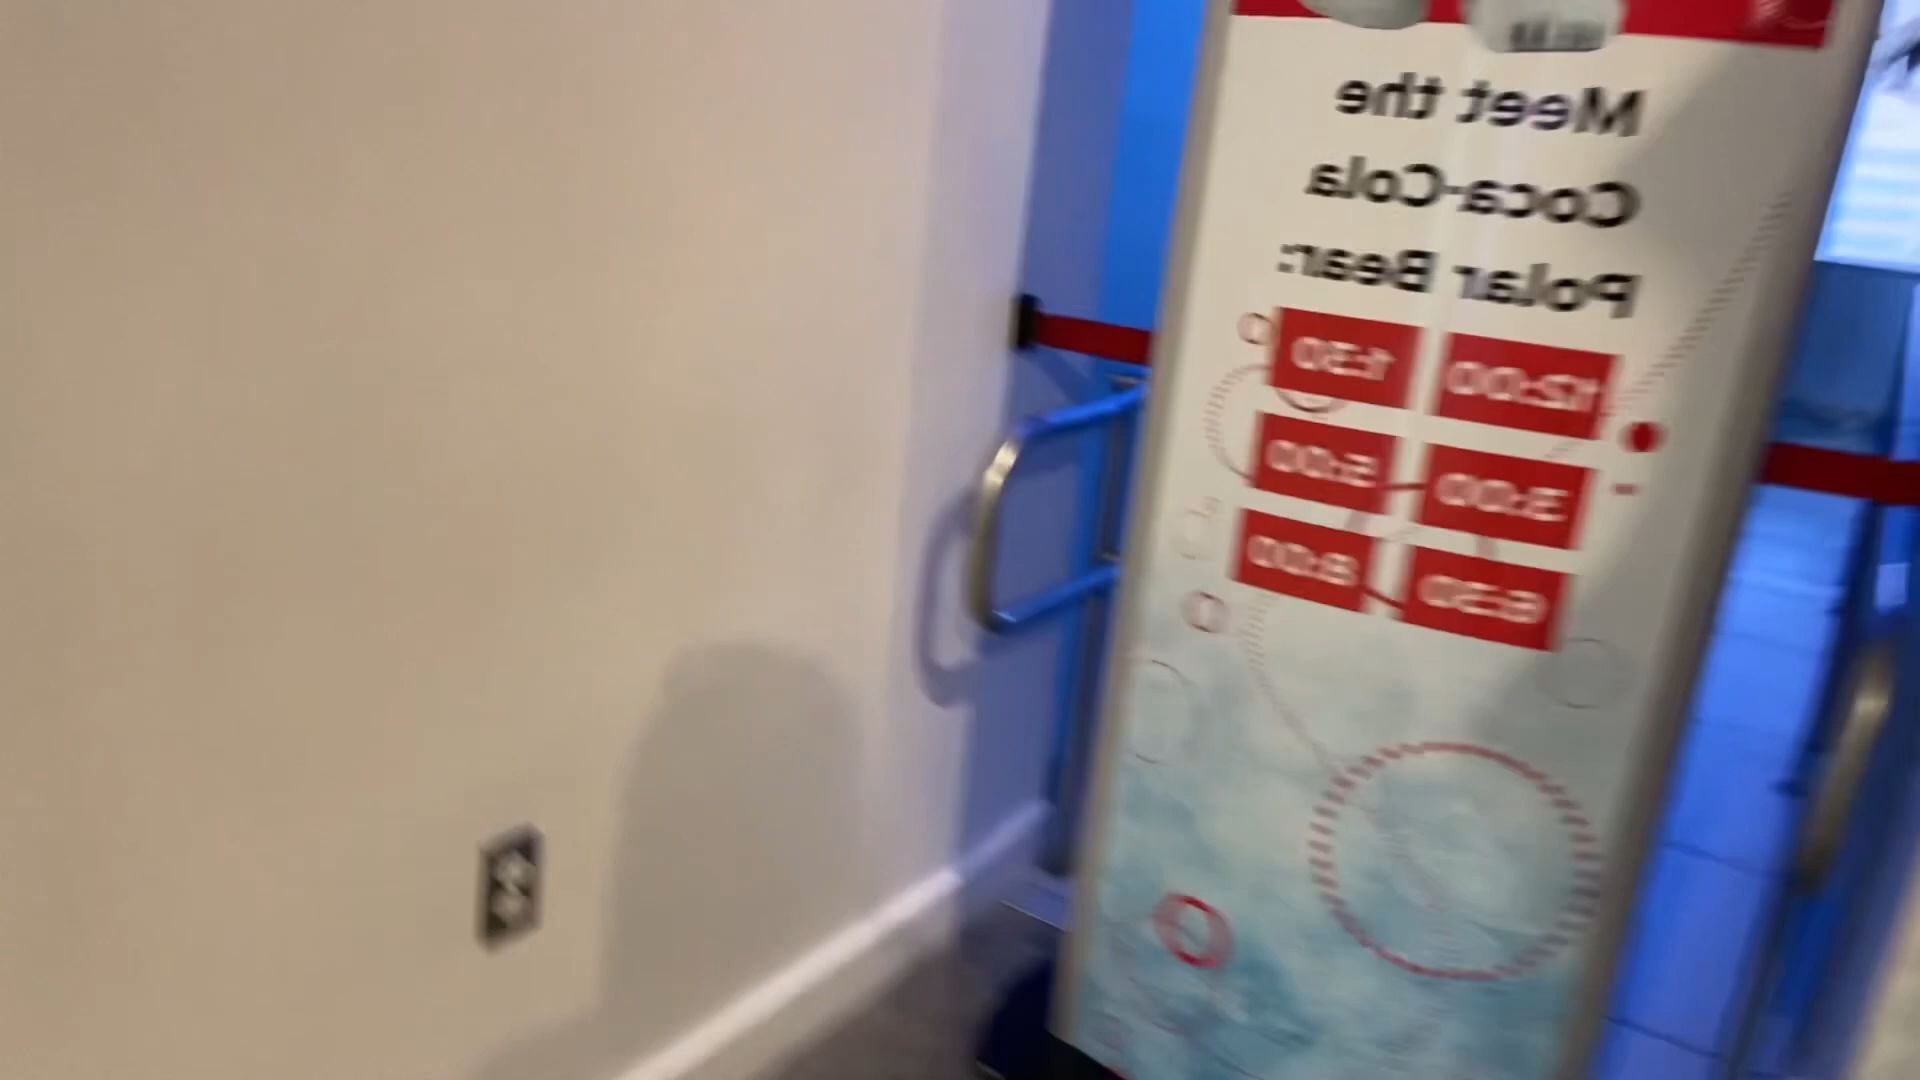 Meet the
Coca-Cola
Polar Bear:
12:00 1:30
3:00 5:00
6:30 8:00